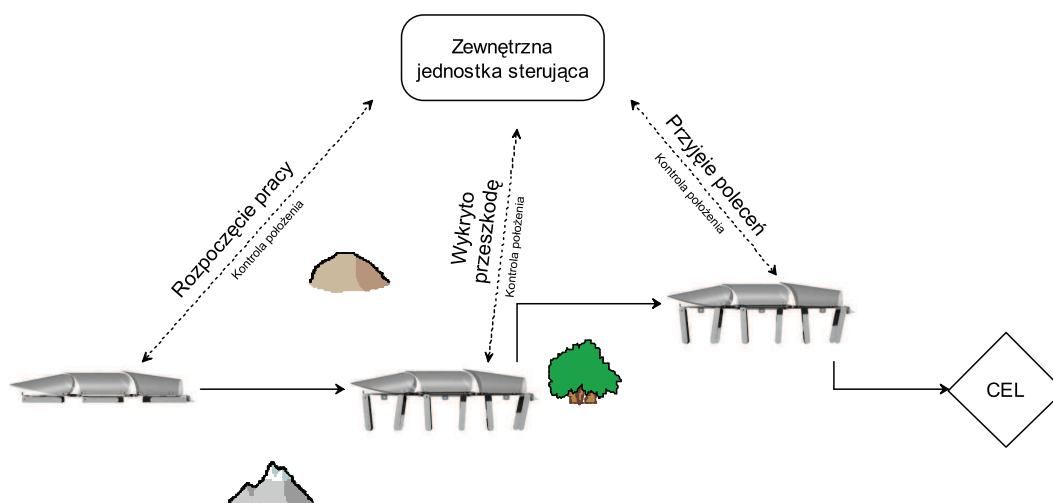 Zewnętrzna
jednostka sterująca
Rozpoczęcie pracy
Kontrola położenia
Wykryto
przeszkodę
Kontrola położenia
Przyjęie poleceń
Kontrola położenia
CEL